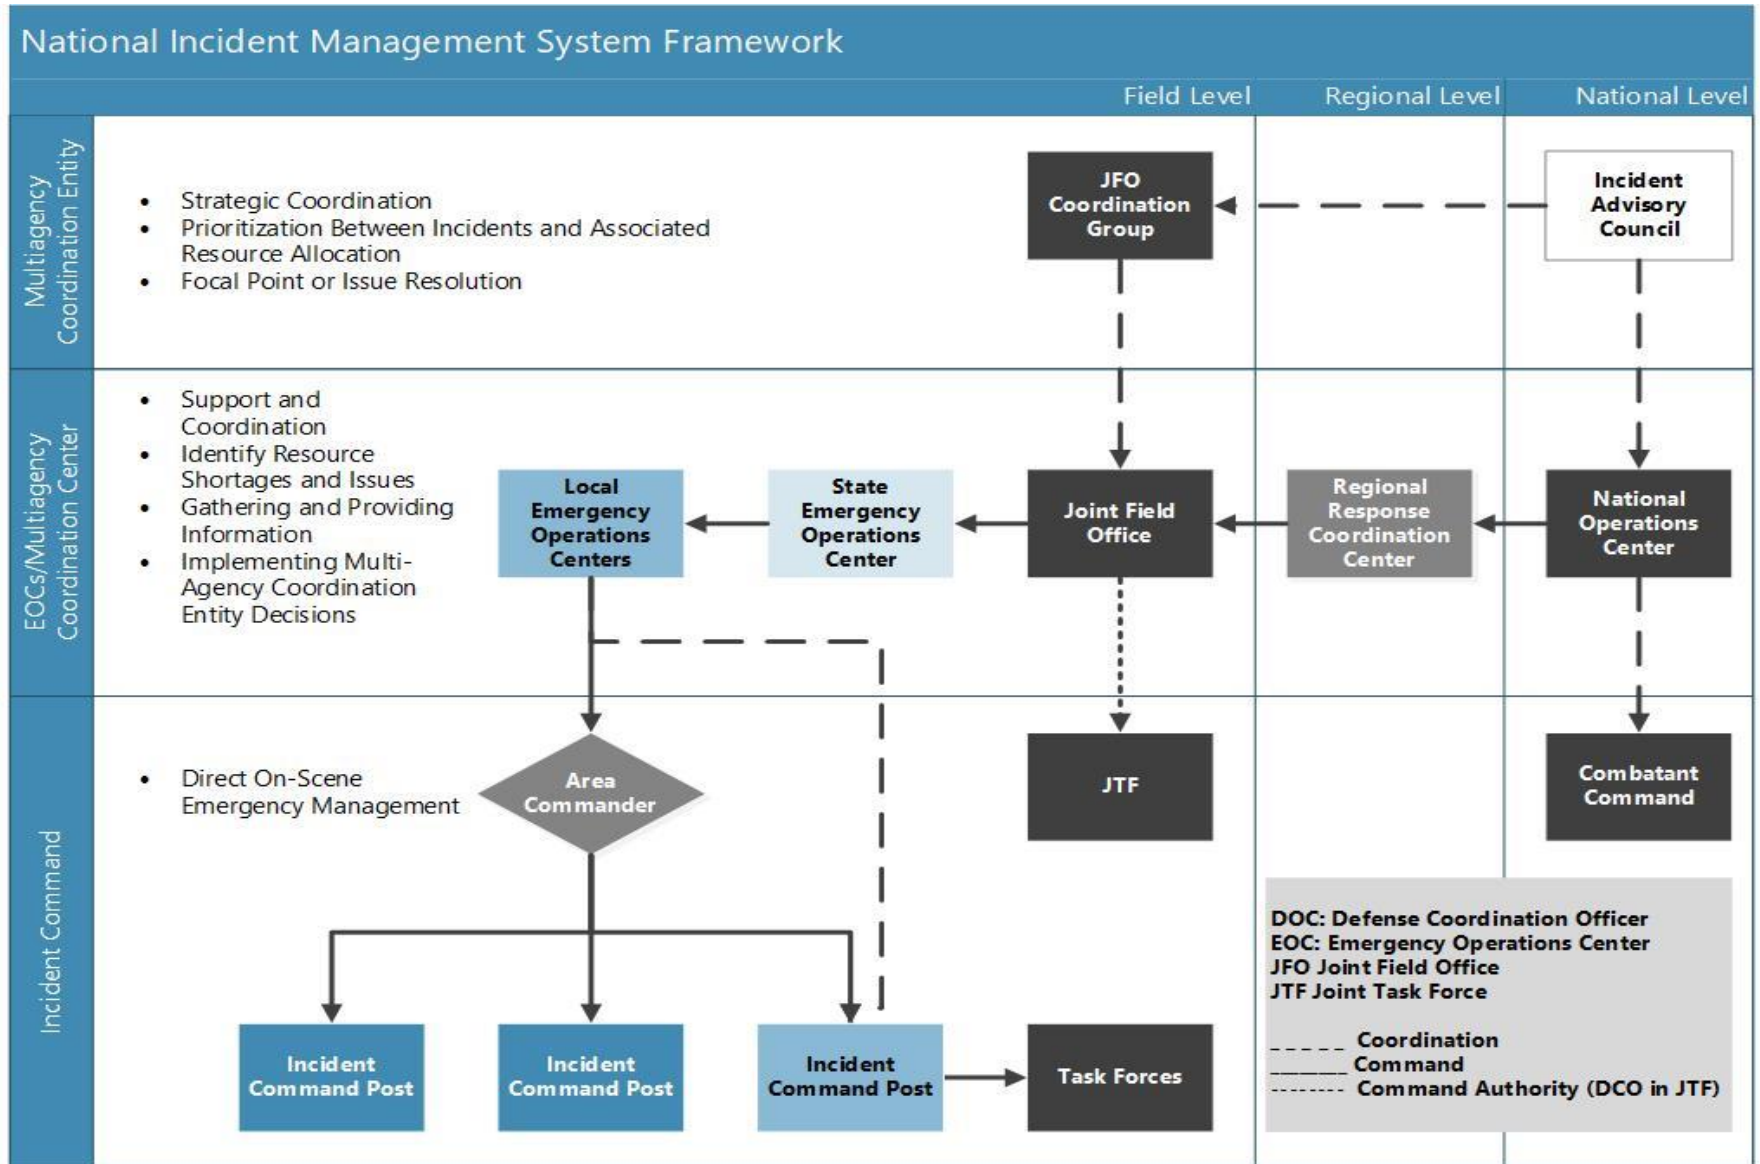 National Incident Management System Framework
Field Level
Regional Level
National Level
Multiagency
Coordination Entity
• Strategic Coordination
• Prioritization Between Incidents and Associated
Resource Allocation
• Focal Point or Issue Resolution
JFO
Coordination
Group
Incident
Advisory
Council
EOCs/Multiagency
Coordination Center
• Support and
Coordination
• Identify Resource
Shortages and Issues
• Gathering and Providing
Information
• Implementing Multi-
Agency Coordination
Entity Decisions
Local
Emergency
Operations
Centers
State
Emergency
Operations
Center
Joint Field
Office
Regional
Response
Coordination
Center
National
Operations
Center
Incident Command
• Direct On-Scene
Emergency Management
Area
Commander
JTF
Combatant
Command
Incident
Command Post
Incident
Command Post
Incident
Command Post
Task Forces
DOC: Defense Coordination Officer
EOC: Emergency Operations Center
JFO Joint Field Office
JTF Joint Task Force
_ _ _ _ _ Coordination
________ Command
-------- Command Authority (DCO in JTF)